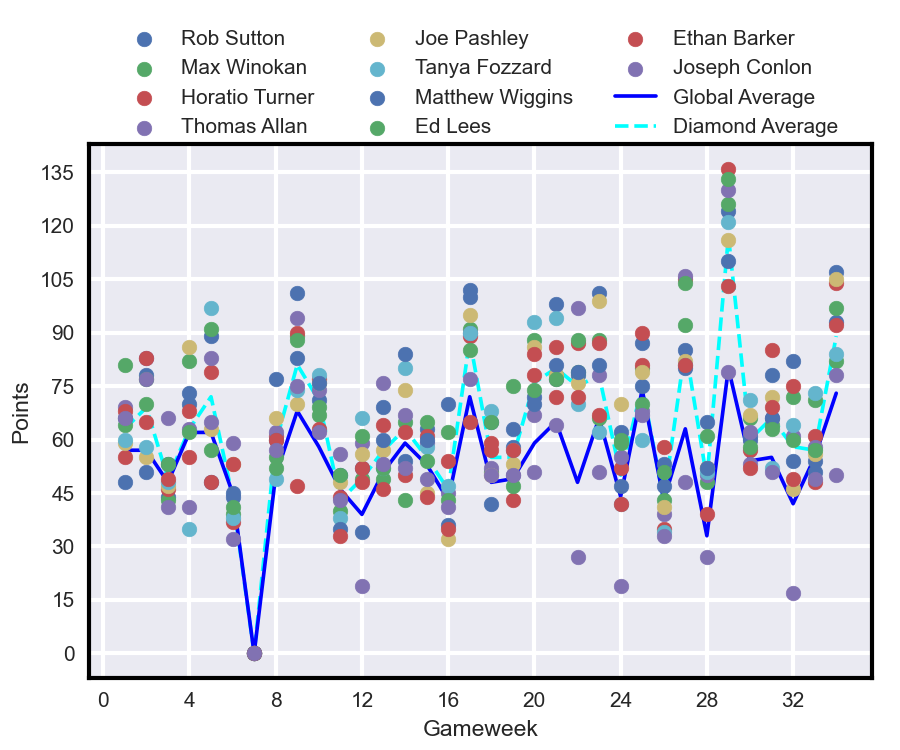 Rob Sutton
Max Winokan
Horatio Turner
Thomas Allan
Joe Pashley
Tanya Fozzard
Matthew Wiggins
Ed Lees
Ethan Barker
Joseph Conlon
Global Average
Diamond Average
135
120
105
90
75
60
45
30
15
0
Points
0 4 8 12 16 20 24 28 32
Gameweek